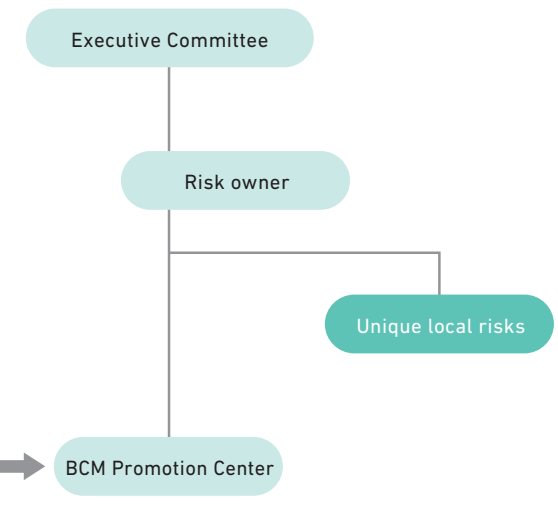 Executive Committee
Risk owner
Unique local risks
BCM Promotion Center